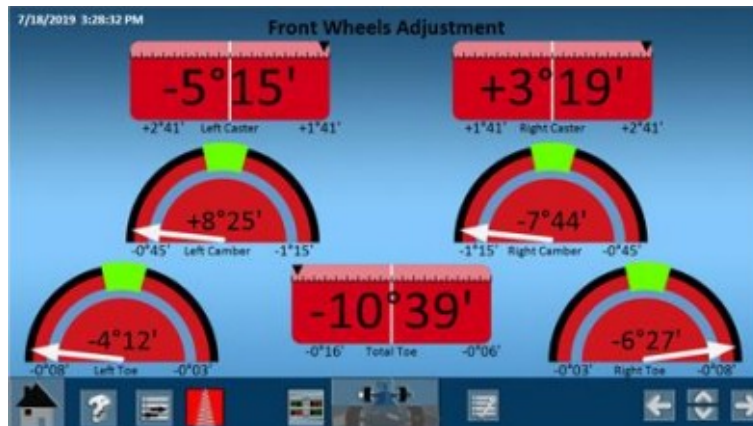 7/18/2019 3:28:32 PM
Front Wheels Adjustment
-5°15'
+2°41' Left Caster +1°41'
+3°19'
+1°41' Right Caster +2°41'
+8°25'
-0°45' Left Camber -1°15'
-7°44'
-1°15' Right Camber -0°45'
-4°12'
-0°08' Left Toe -0°03'
-10°39'
-0°16' Total Toe -0°06'
-6°27'
-0°03' Right Toe -0°08'
?